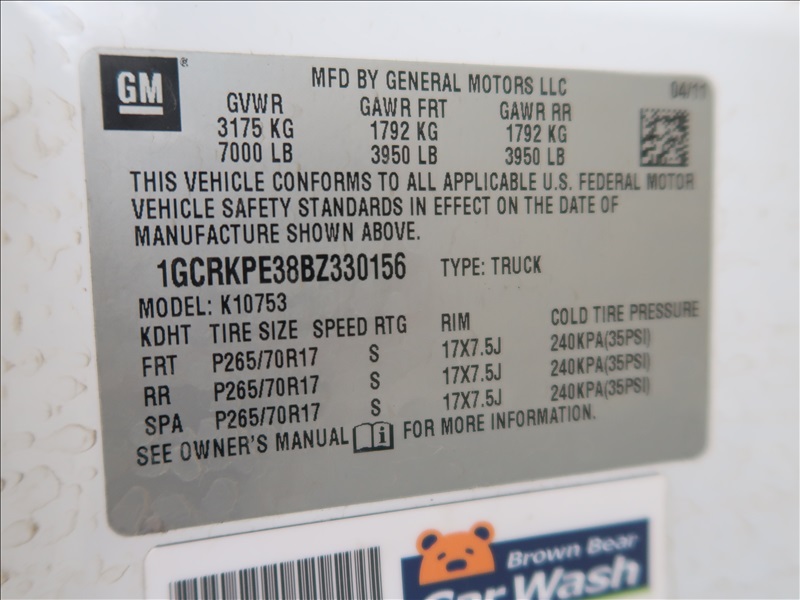 GM
MFD BY GENERAL MOTORS LLC 04/11
GVWR GAWR FRT GAWR RR
3175 KG 1792 KG 1792 KG
7000 LB 3950 LB 3950 LB
THIS VEHICLE CONFORMS TO ALL APPLICABLE U.S. FEDERAL MOTOR
VEHICLE SAFETY STANDARDS IN EFFECT ON THE DATE OF
MANUFACTURE SHOWN ABOVE.
1GCRKPE38BZ330156 TYPE: TRUCK
MODEL: K10753
KDHT TIRE SIZE SPEED RTG RIM COLD TIRE PRESSURE
FRT P265/70R17 S 17X7.5J 240KPA(35PSI)
RR P265/70R17 S 17X7.5J 240KPA(35PSI)
SPA P265/70R17 S 17X7.5J 240KPA(35PSI)
SEE OWNER'S MANUAL i FOR MORE INFORMATION.
Brown Bear
Car Wash